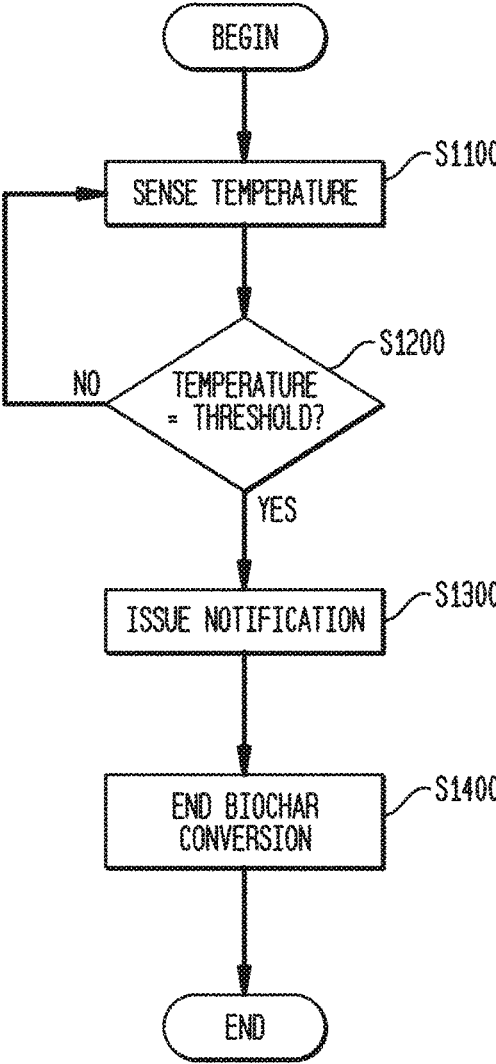 BEGIN
SENSE TEMPERATURE
S1100
TEMPERATURE
= THRESHOLD?
S1200
NO
YES
ISSUE NOTIFICATION
S1300
END BIOCHAR
CONVERSION
S1400
END